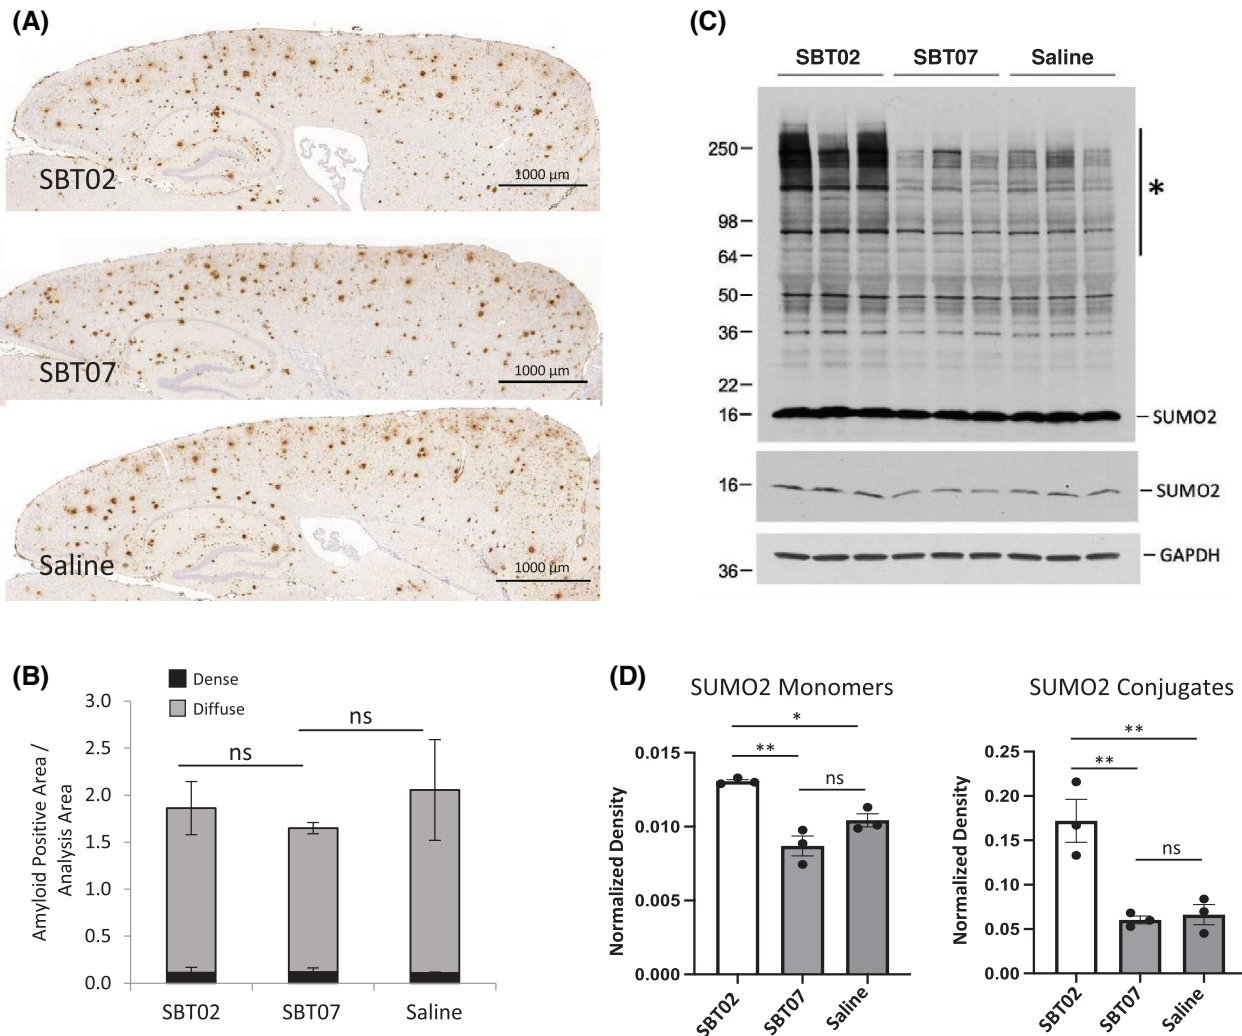 (A)
SBT02
1000 µm
SBT07
1000 µm
Saline
1000 µm
(C)
SBT02 SBT07 Saline
250
98
64
50
36
22
16
*
SUMO2
16
SUMO2
GAPDH
36
(B)
Dense
Diffuse
Amyloid Positive Area /
Analysis Area
3.0
2.5
2.0
1.5
1.0
0.5
0.0
ns
ns
SBT02 SBT07 Saline
(D)
SUMO2 Monomers
Normalized Density
0.015
0.010
0.005
0.000
*
**
ns
SBT02 SBT07 Saline
SUMO2 Conjugates
Normalized Density
0.25
0.20
0.15
0.10
0.05
0.00
**
**
ns
SBT02 SBT07 Saline